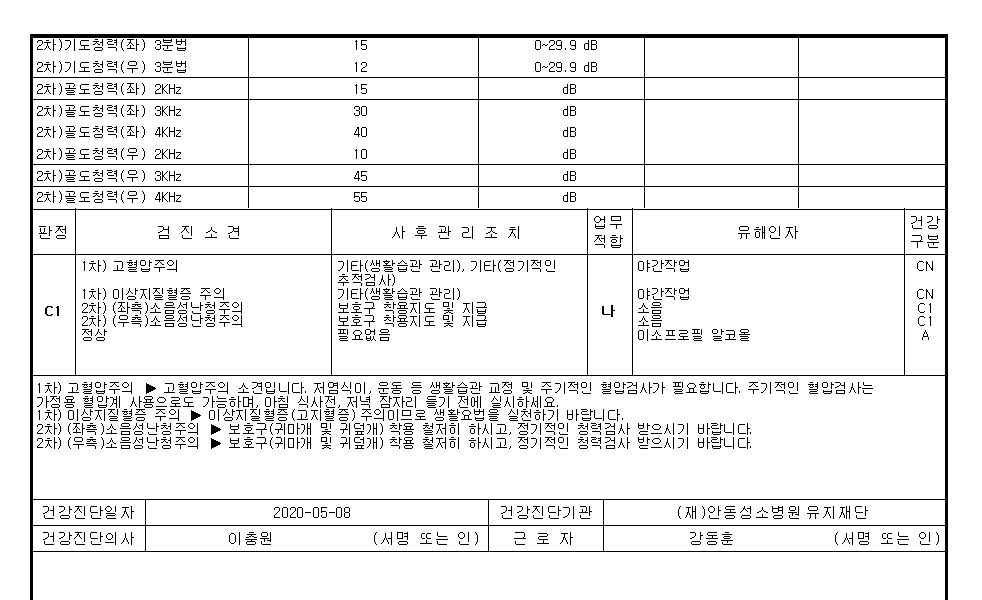 2차)기도청력(좌) 3분법 15 0~29.9 dB
2차)기도청력(우) 3분법 12 0~29.9 dB
2차)골도청력(좌) 2KHz 15 dB
2차)골도청력(좌) 3KHz 30 dB
2차)골도청력(좌) 4KHz 40 dB
2차)골도청력(우) 2KHz 10 dB
2차)골도청력(우) 3KHz 45 dB
2차)골도청력(우) 4KHz 55 dB
판정 검 진 소 견 사 후 관 리 조 치 업무 적합 유해인자 건강 구분
C1 나
1차) 고혈압주의 기타(생활습관 관리), 기타(정기적인 야간작업 CN
추적검사)
1차) 이상지질혈증 주의 기타(생활습관 관리) 야간작업 CN
2차) (좌측)소음성난청주의 보호구 착용지도 및 지급 소음 C1
2차) (우측)소음성난청주의 보호구 착용지도 및 지급 소음 C1
정상 필요없음 이소프로필 알코올 A
1차) 고혈압주의 ▶ 고혈압주의 소견입니다. 저염식이, 운동 등 생활습관 교정 및 주기적인 혈압검사가 필요합니다. 주기적인 혈압검사는
가정용 혈압계 사용으로도 가능하며, 아침 식사전, 저녁 잠자리 들기 전에 실시하세요.
1차) 이상지질혈증 주의 ▶ 이상지질혈증(고지혈증) 주의이므로 생활요법을 실천하기 바랍니다.
2차) (좌측)소음성난청주의 ▶ 보호구(귀마개 및 귀덮개) 착용 철저히 하시고, 정기적인 청력검사 받으시기 바랍니다.
2차) (우측)소음성난청주의 ▶ 보호구(귀마개 및 귀덮개) 착용 철저히 하시고, 정기적인 청력검사 받으시기 바랍니다.
건강진단일자 2020-05-08 건강진단기관 (재)안동성소병원 유지재단
건강진단의사 이충원 (서명 또는 인) 근 로 자 강동훈 (서명 또는 인)